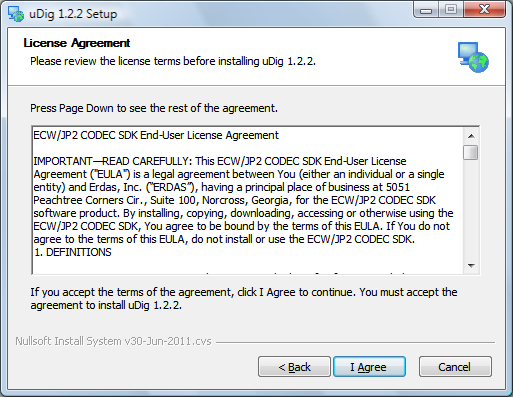 uDig 1.2.2 Setup
License Agreement
Please review the license terms before installing uDig 1.2.2.
Press Page Down to see the rest of the agreement.
ECW/JP2 CODEC SDK End-User License Agreement
IMPORTANT—READ CAREFULLY: This ECW/JP2 CODEC SDK End-User License
Agreement ("EULA") is a legal agreement between You (either an individual or a single
entity) and Erdas, Inc. ("ERDAS"), having a principal place of business at 5051
Peachtree Corners Cir., Suite 100, Norcross, Georgia, for the ECW/JP2 CODEC SDK
software product. By installing, copying, downloading, accessing or otherwise using the
ECW/JP2 CODEC SDK, You agree to be bound by the terms of this EULA. If You do not
agree to the terms of this EULA, do not install or use the ECW/JP2 CODEC SDK.
1. DEFINITIONS
If you accept the terms of the agreement, click I Agree to continue. You must accept the
agreement to install uDig 1.2.2.
Nullsoft Install System v30-Jun-2011.cvs
< Back
I Agree
Cancel